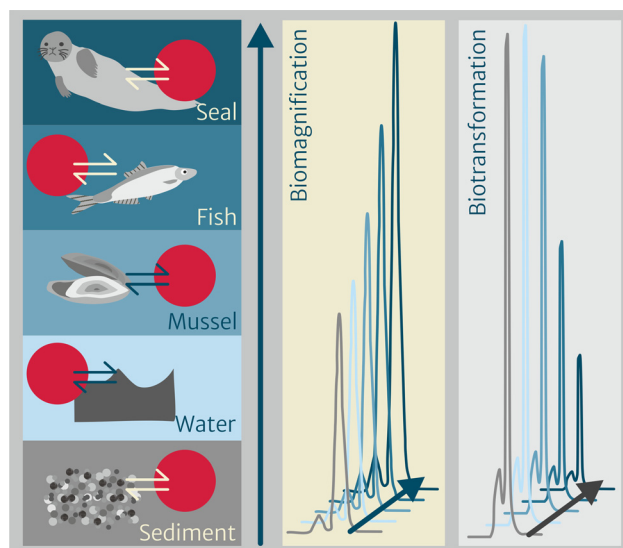 Seal
Fish
Mussel
Water
Sediment
Biomagnification
Biotransformation